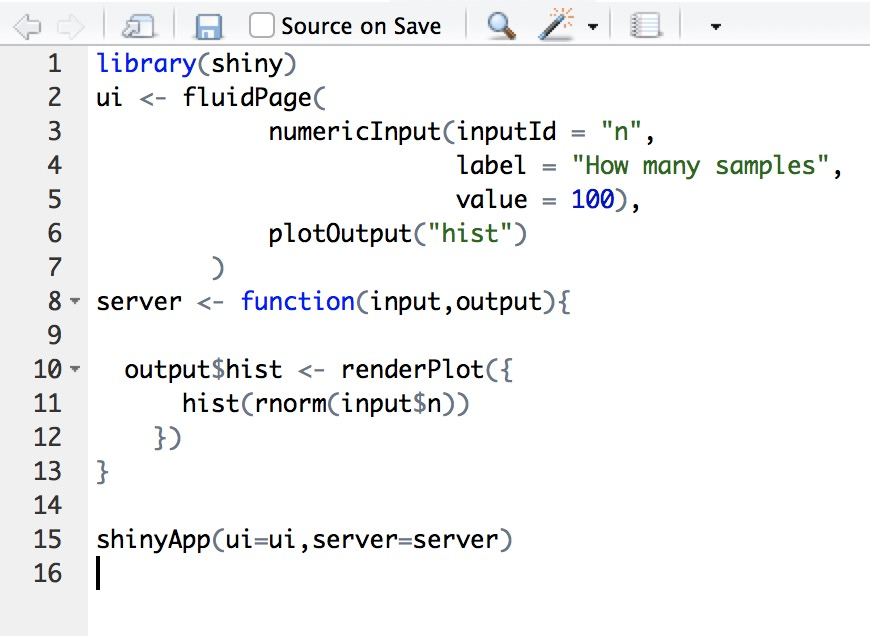 Source on Save
1 library(shiny)
2 ui <- fluidPage(
3             numericInput(inputId = "n",
4                          label = "How many samples",
5                          value = 100),
6             plotOutput("hist")
7         )
8 server <- function(input,output){
9
10   output$hist <- renderPlot({
11       hist(rnorm(input$n))
12     })
13 }
14
15 shinyApp(ui=ui,server=server)
16